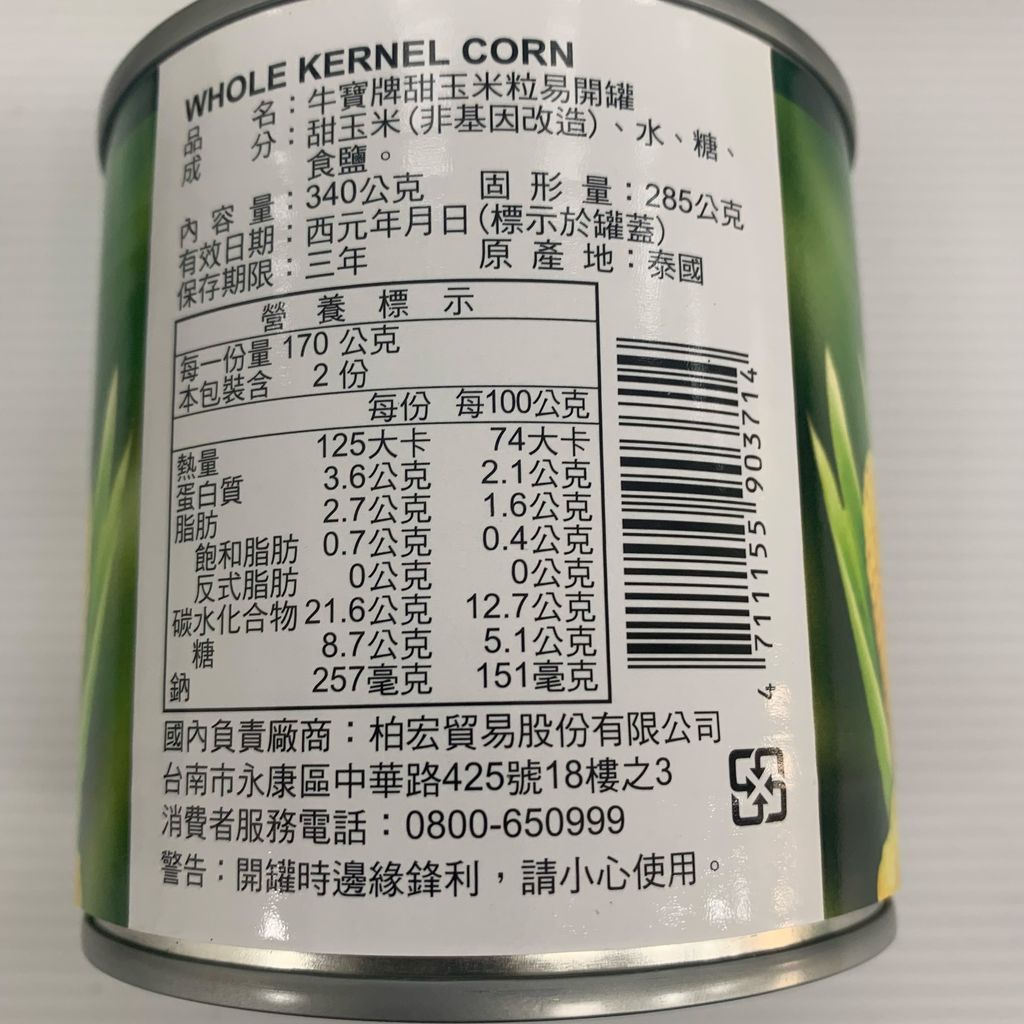 WHOLE KERNEL CORN
品名：牛寶牌甜玉米粒易開罐
成分：甜玉米(非基因改造)、水、糖、
食鹽。
內容量：340公克 固形量：285公克
有效日期：西元年月日(標示於罐蓋)
保存期限：三年 原產地：泰國
營養標示
每一份量 170 公克
本包裝含 2 份
每份 每100公克
熱量 125大卡 74大卡
蛋白質 3.6公克 2.1公克
脂肪 2.7公克 1.6公克
飽和脂肪 0.7公克 0.4公克
反式脂肪 0公克 0公克
碳水化合物 21.6公克 12.7公克
糖 8.7公克 5.1公克
鈉 257毫克 151毫克
4 711155 903714
國內負責廠商：柏宏貿易股份有限公司
台南市永康區中華路425號18樓之3
消費者服務電話：0800-650999
警告：開罐時邊緣鋒利，請小心使用。